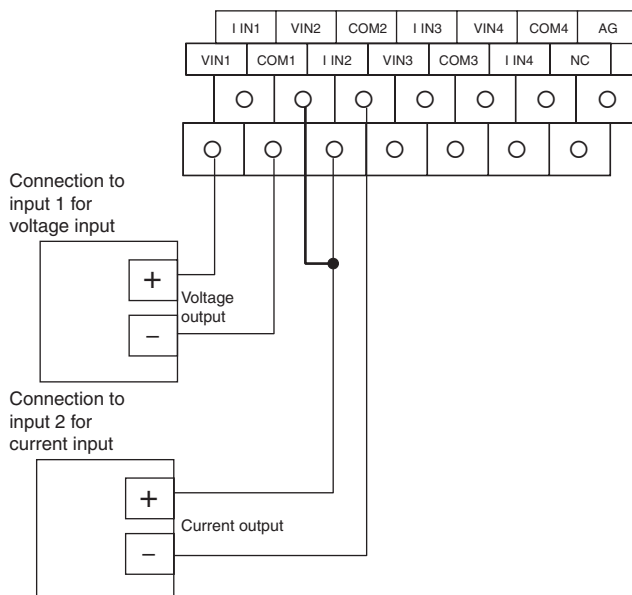 I IN1 VIN2 COM2 I IN3 VIN4 COM4 AG
VIN1 COM1 I IN2 VIN3 COM3 I IN4 NC
Connection to
input 1 for
voltage input
+
Voltage
output
−
Connection to
input 2 for
current input
+
Current output
−